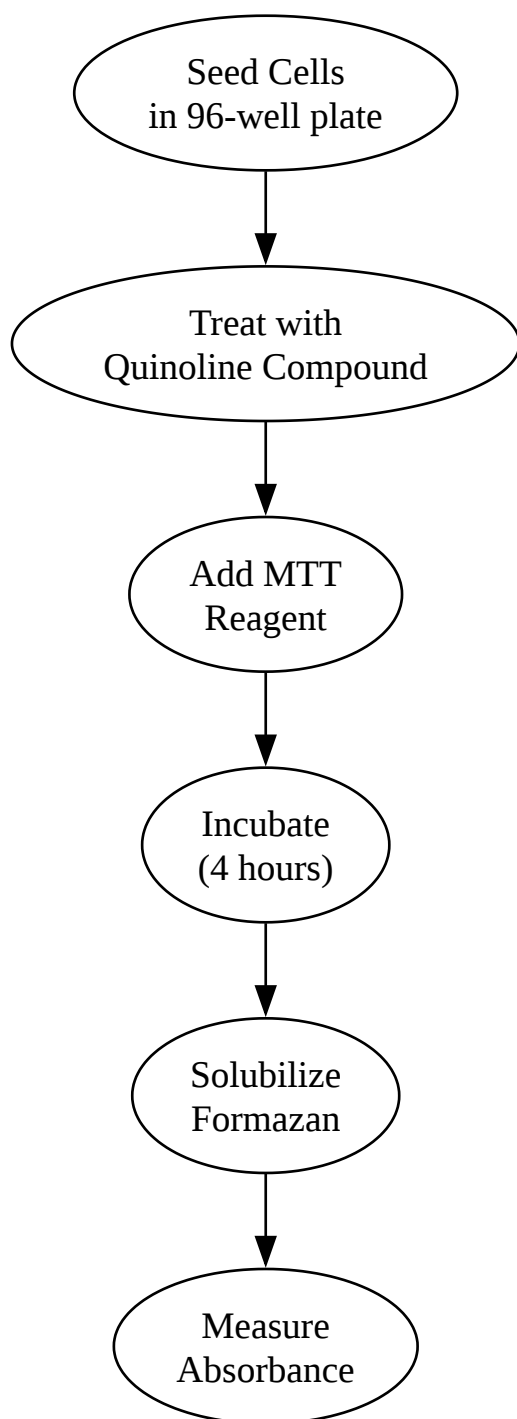 Seed Cells
in 96-well plate
Treat with
Quinoline Compound
Add MTT
Reagent
Incubate
(4 hours)
Solubilize
Formazan
Measure
Absorbance